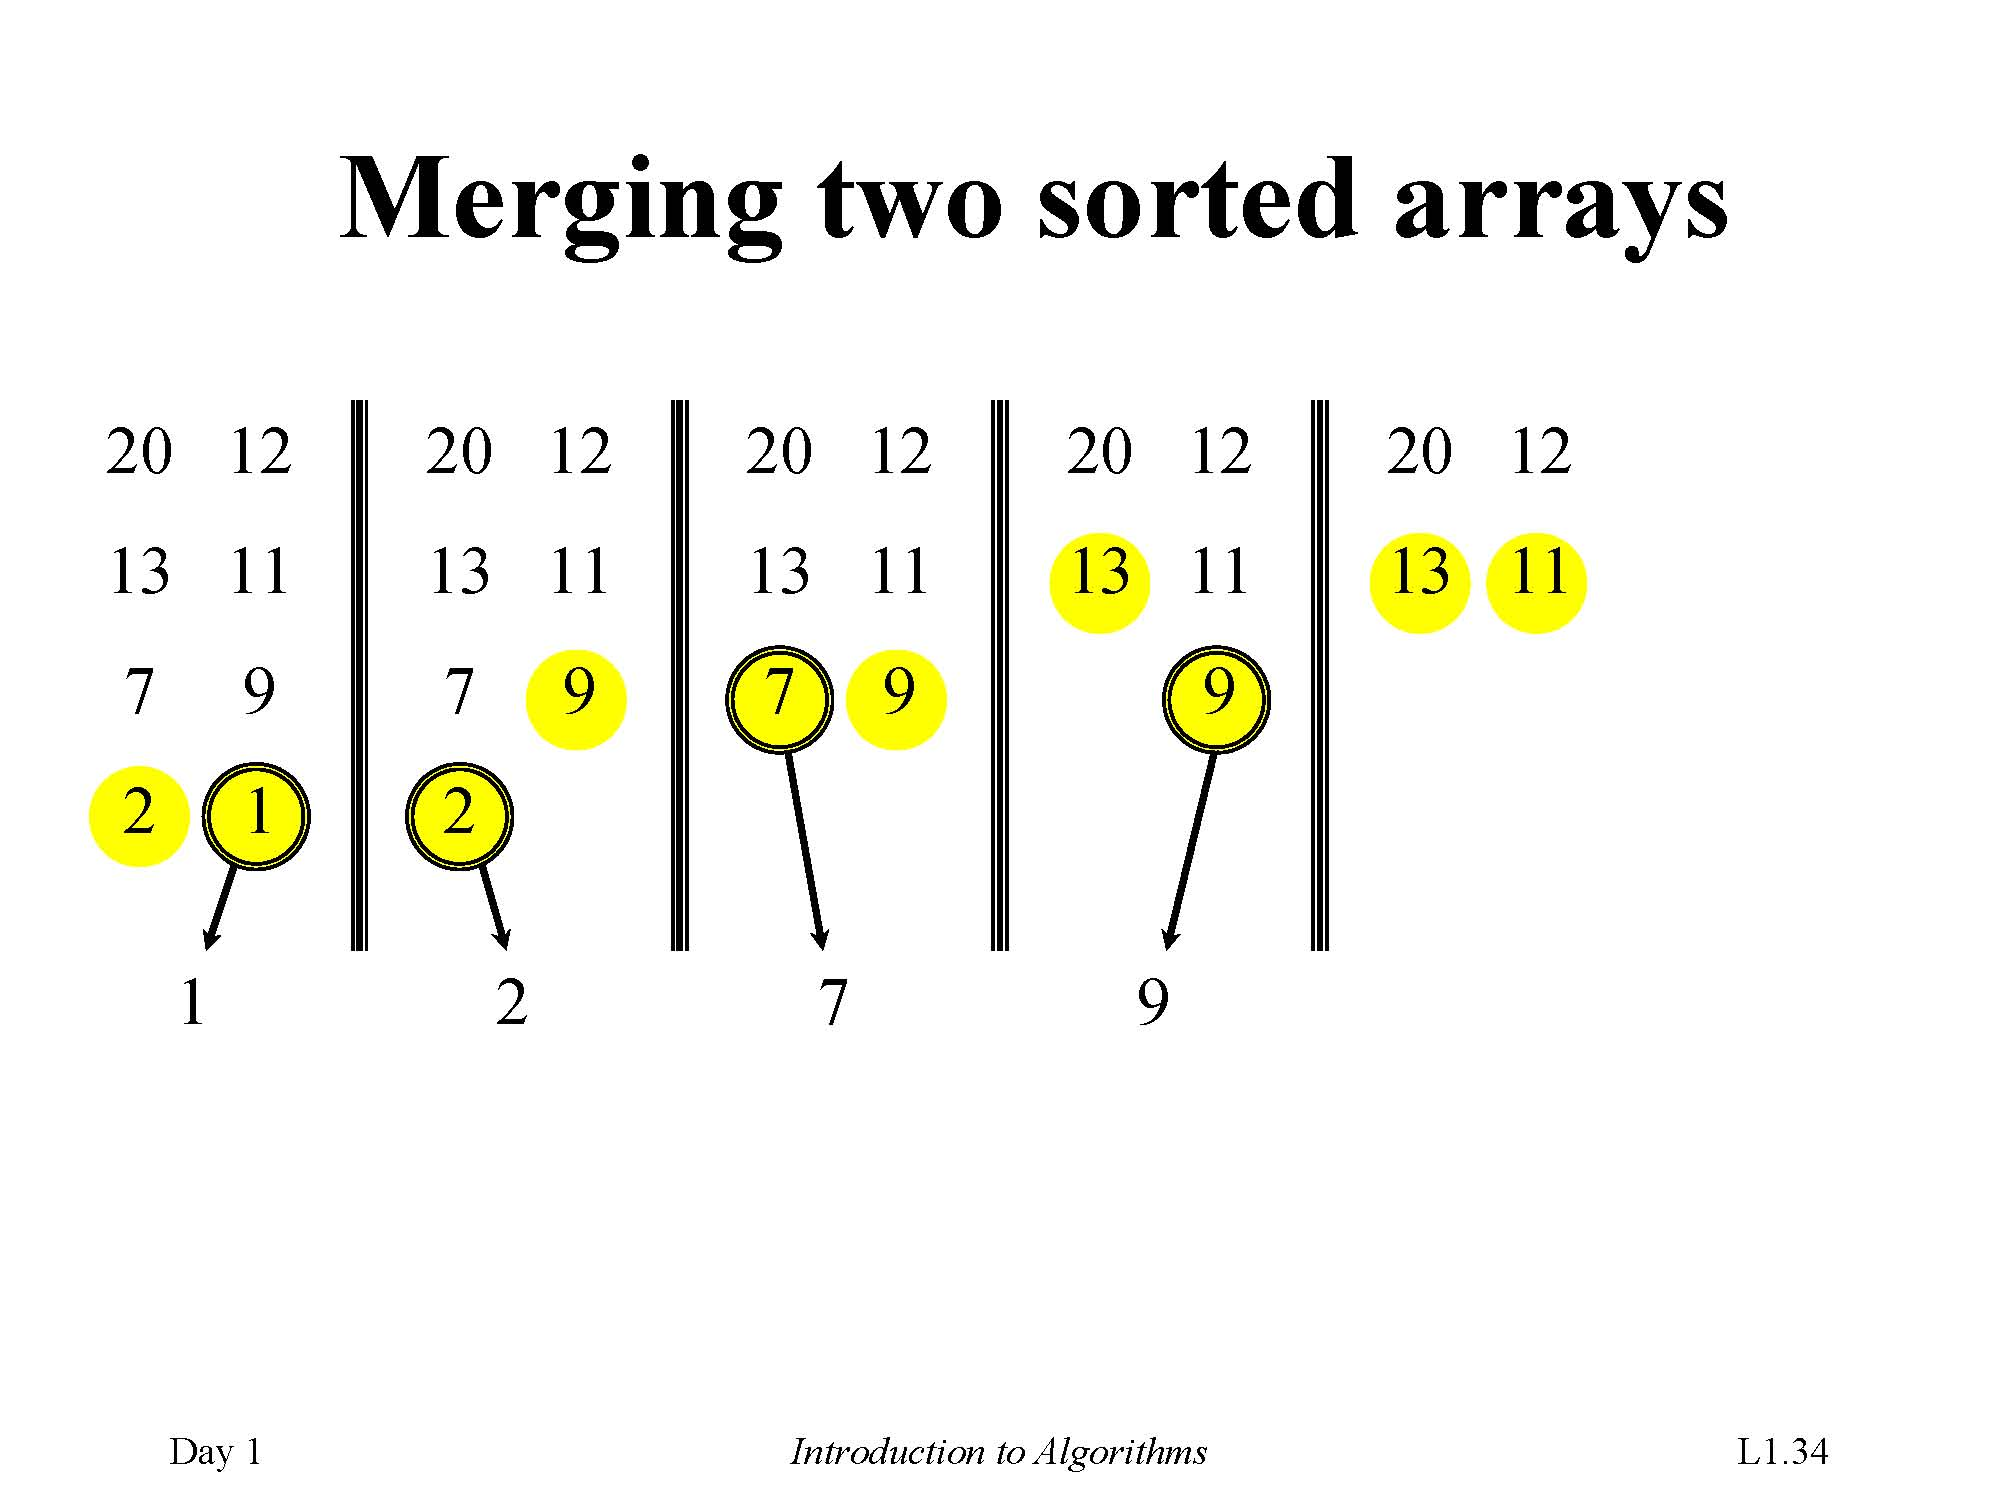 Merging two sorted arrays
20 12 20 12 20 12 20 12 20 12
13 11 13 11 13 11 13 11 13 11
7 9 7 9 7 9 9
2 1 2
1 2 7 9
Day 1 Introduction to Algorithms L1.34